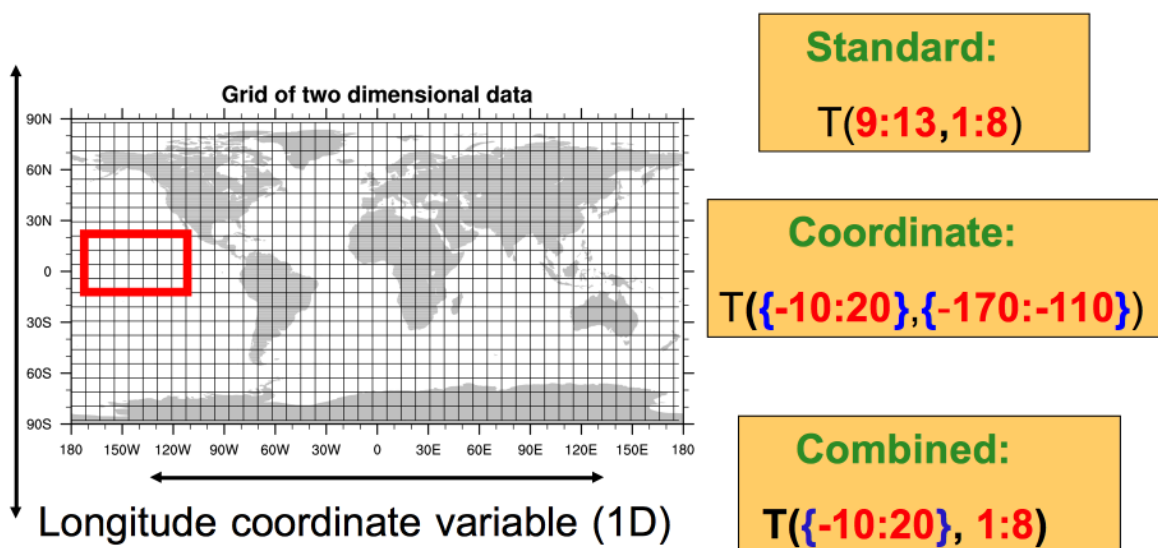 Grid of two dimensional data
90N
60N
30N
0
30S
60S
90S
180 150W 120W 90W 60W 30W 0 30E 60E 90E 120E 150E 180
Longitude coordinate variable (1D)
Standard:
T(9:13,1:8)
Coordinate:
T({-10:20},{-170:-110})
Combined:
T({-10:20}, 1:8)